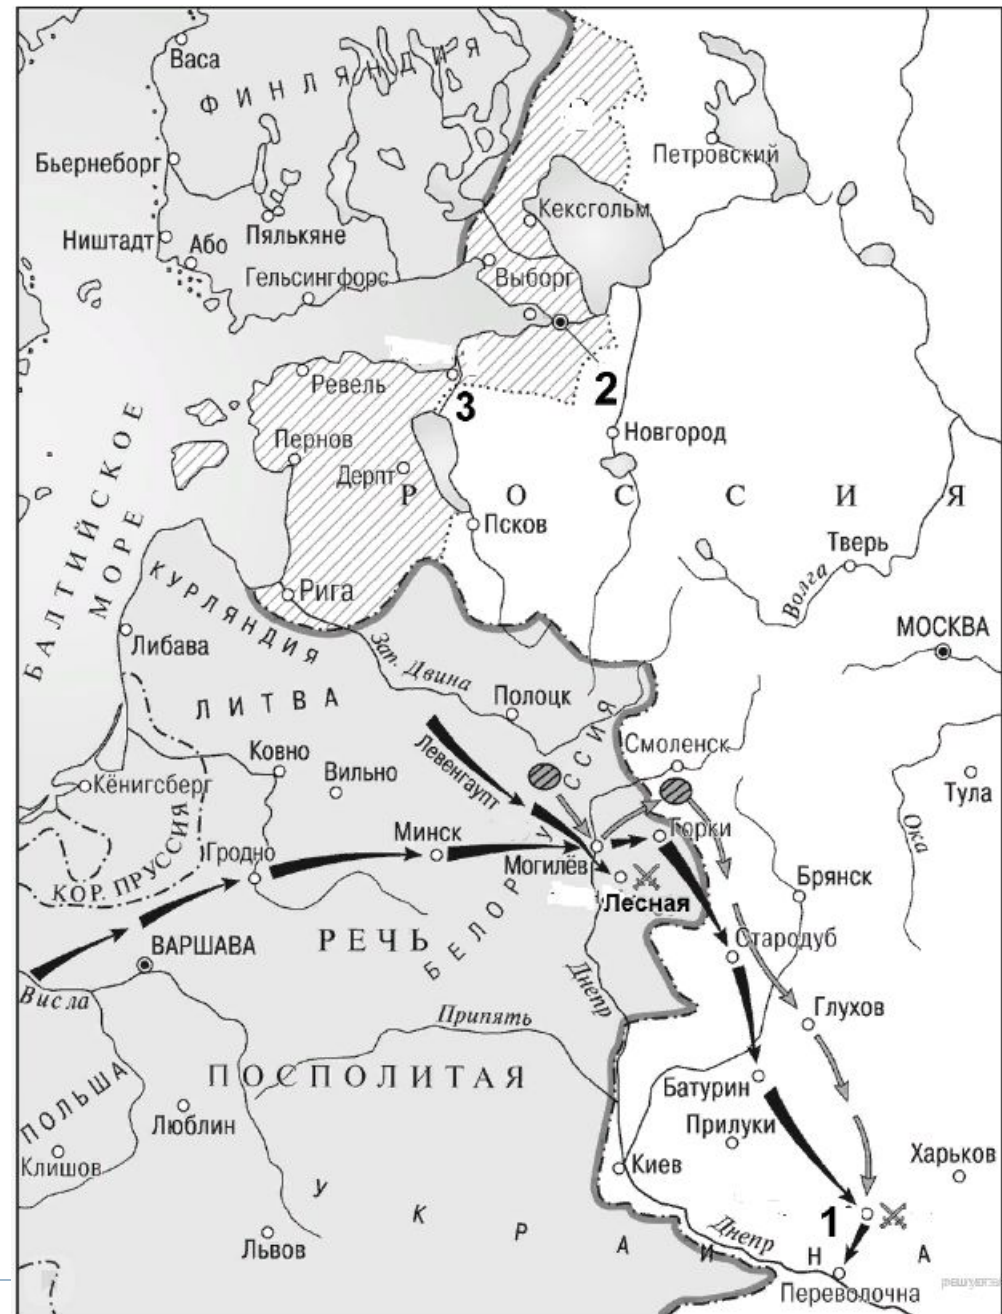 Васа
ФИНЛЯНДИЯ
Бьернеборг
Петровский
Кексгольм
Ништадт
Або
Пялькяне
Гельсингфорс
Выборг
2
Ревель
3
Новгород
Пернов
Дерпт
РОССИЯ
Псков
БАЛТИЙСКОЕ
МОРЕ
Тверь
Волга
КУРЛЯНДИЯ
Рига
МОСКВА
Либава
Зап. Двина
ЛИТВА
Полоцк
Левенгаупт
Смоленск
Ковно
Вильно
Кёнигсберг
Тула
Ока
КОР. ПРУССИЯ
Гродно
Минск
Могилёв
Горки
Брянск
Лесная
БЕЛОРУССИЯ
РЕЧЬ
ВАРШАВА
Стародуб
Висла
Днепр
Глухов
Припять
ПОСПОЛИТАЯ
ПОЛЬША
Люблин
Батурин
Прилуки
Клишов
Киев
Харьков
УКРАИНА
1
Львов
Днепр
Переволочна